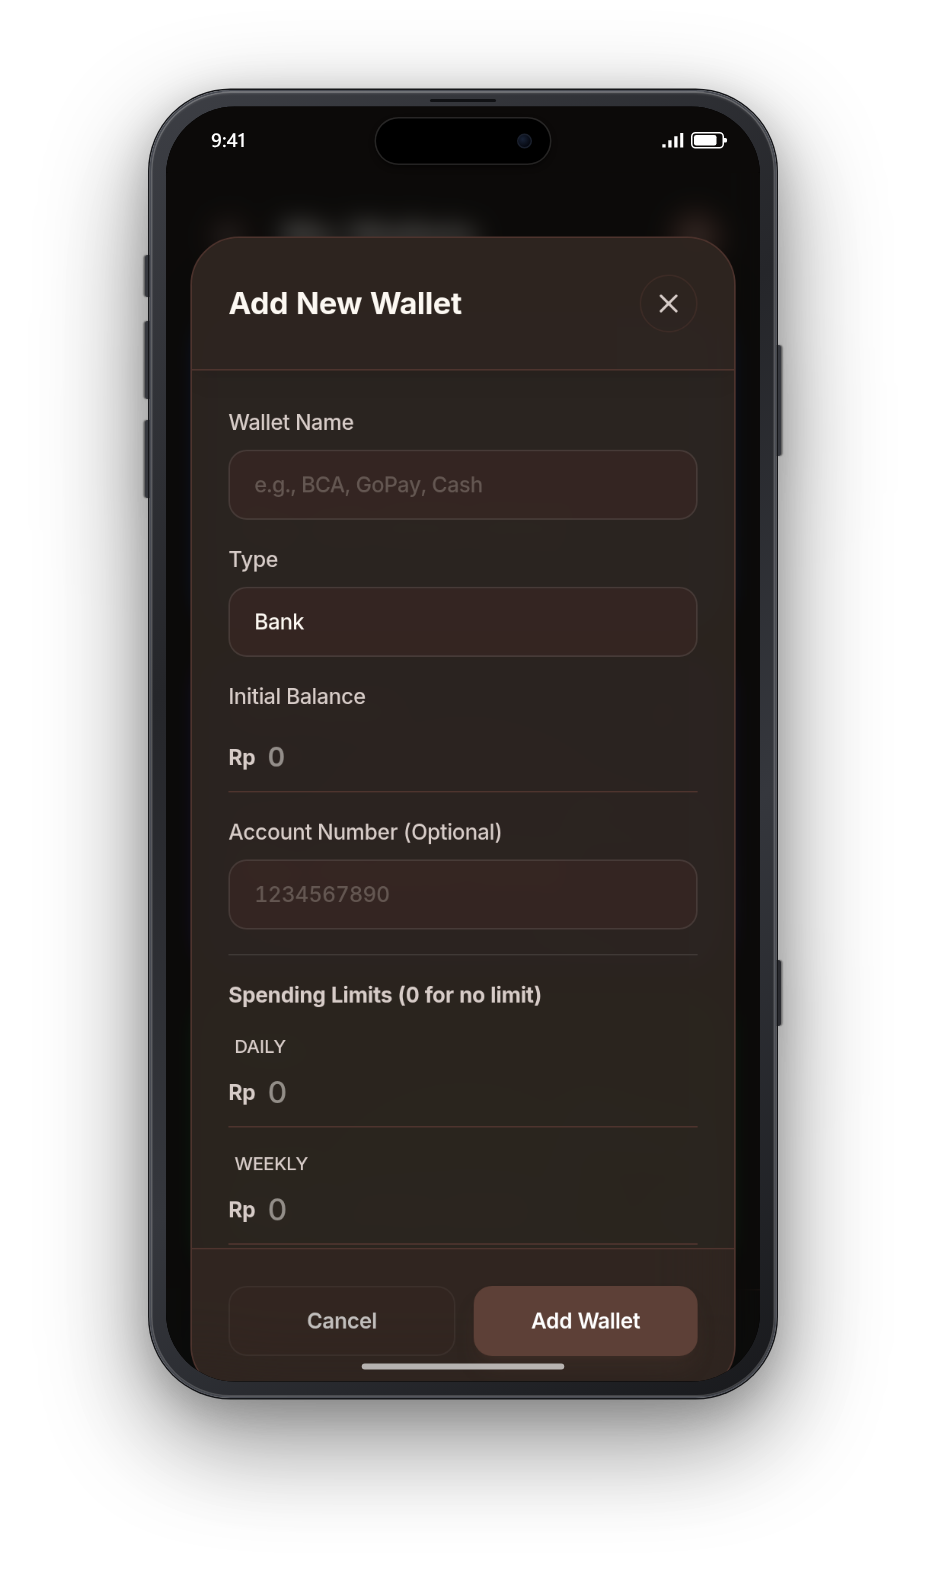 9:41
Add New Wallet
Wallet Name
e.g., BCA, GoPay, Cash
Type
Bank
Initial Balance
Rp 0
Account Number (Optional)
1234567890
Spending Limits (0 for no limit)
DAILY
Rp 0
WEEKLY
Rp 0
Cancel
Add Wallet